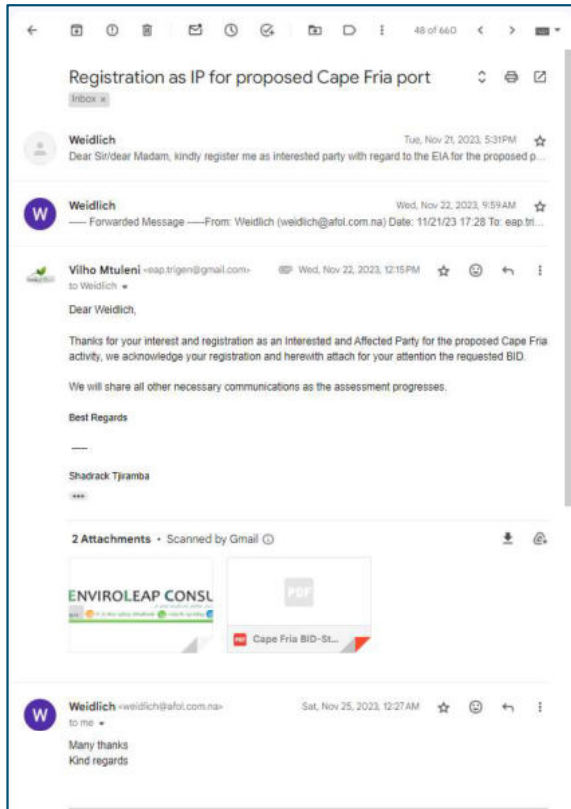 48 of 660
Registration as IP for proposed Cape Fria port
Inbox x
Weidlich
Tue, Nov 21, 2023, 5:31PM
Dear Sir/dear Madam, kindly register me as interested party with regard to the EIA for the proposed p...
W
Weidlich
Wed, Nov 22, 2023, 9:59AM
----- Forwarded Message -----From: Weidlich (weidlich@afol.com.na) Date: 11/21/23 17:28 To: eap.tri...
Vilho Mtuleni <eap.trigen@gmail.com>
Wed, Nov 22, 2023, 12:15PM
to Weidlich
Dear Weidlich,
Thanks for your interest and registration as an Interested and Affected Party for the proposed Cape Fria
activity, we acknowledge your registration and herewith attach for your attention the requested BID.
We will share all other necessary communications as the assessment progresses.
Best Regards
-----
Shadrack Tjiramba
•••
2 Attachments • Scanned by Gmail
ENVIROLEAP CONSU
PDF
PDF Cape Fria BID-St...
W
Weidlich <weidlich@afol.com.na>
Sat, Nov 25, 2023, 12:27AM
to me
Many thanks
Kind regards